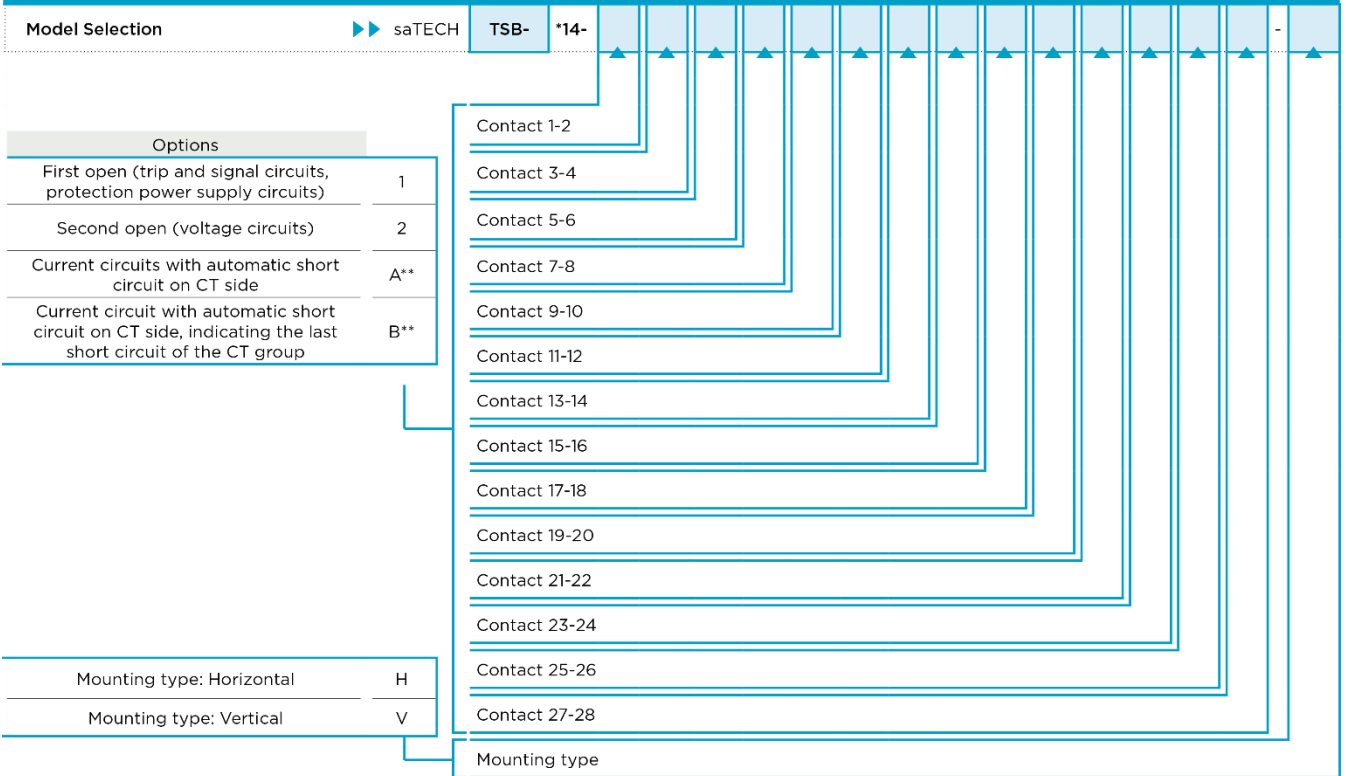 Model Selection saTECH TSB- *14- -
Options
First open (trip and signal circuits,
protection power supply circuits) 1
Second open (voltage circuits) 2
Current circuits with automatic short
circuit on CT side A**
Current circuit with automatic short
circuit on CT side, indicating the last
short circuit of the CT group B**
Contact 1-2
Contact 3-4
Contact 5-6
Contact 7-8
Contact 9-10
Contact 11-12
Contact 13-14
Contact 15-16
Contact 17-18
Contact 19-20
Contact 21-22
Contact 23-24
Contact 25-26
Contact 27-28
Mounting type: Horizontal H
Mounting type: Vertical V
Mounting type